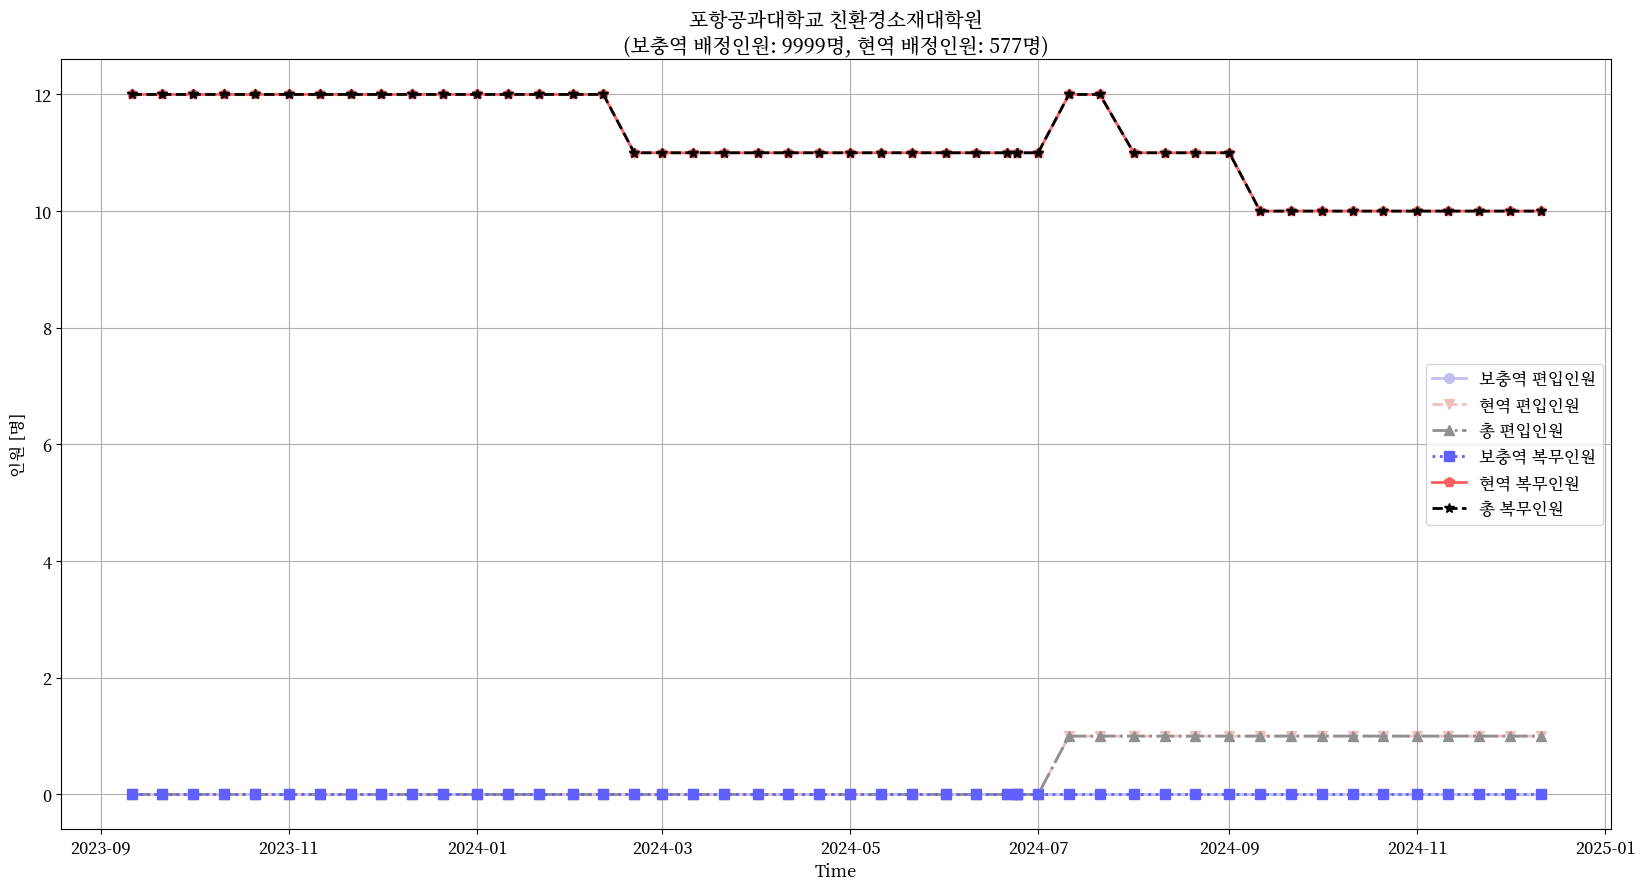 포항공과대학교 친환경소재대학원
(보충역 배정인원: 9999명, 현역 배정인원: 577명)
12
10
8
6
4
2
0
인원 [명]
보충역 편입인원
현역 편입인원
총 편입인원
보충역 복무인원
현역 복무인원
총 복무인원
2023-09
2023-11
2024-01
2024-03
2024-05
2024-07
2024-09
2024-11
2025-01
Time